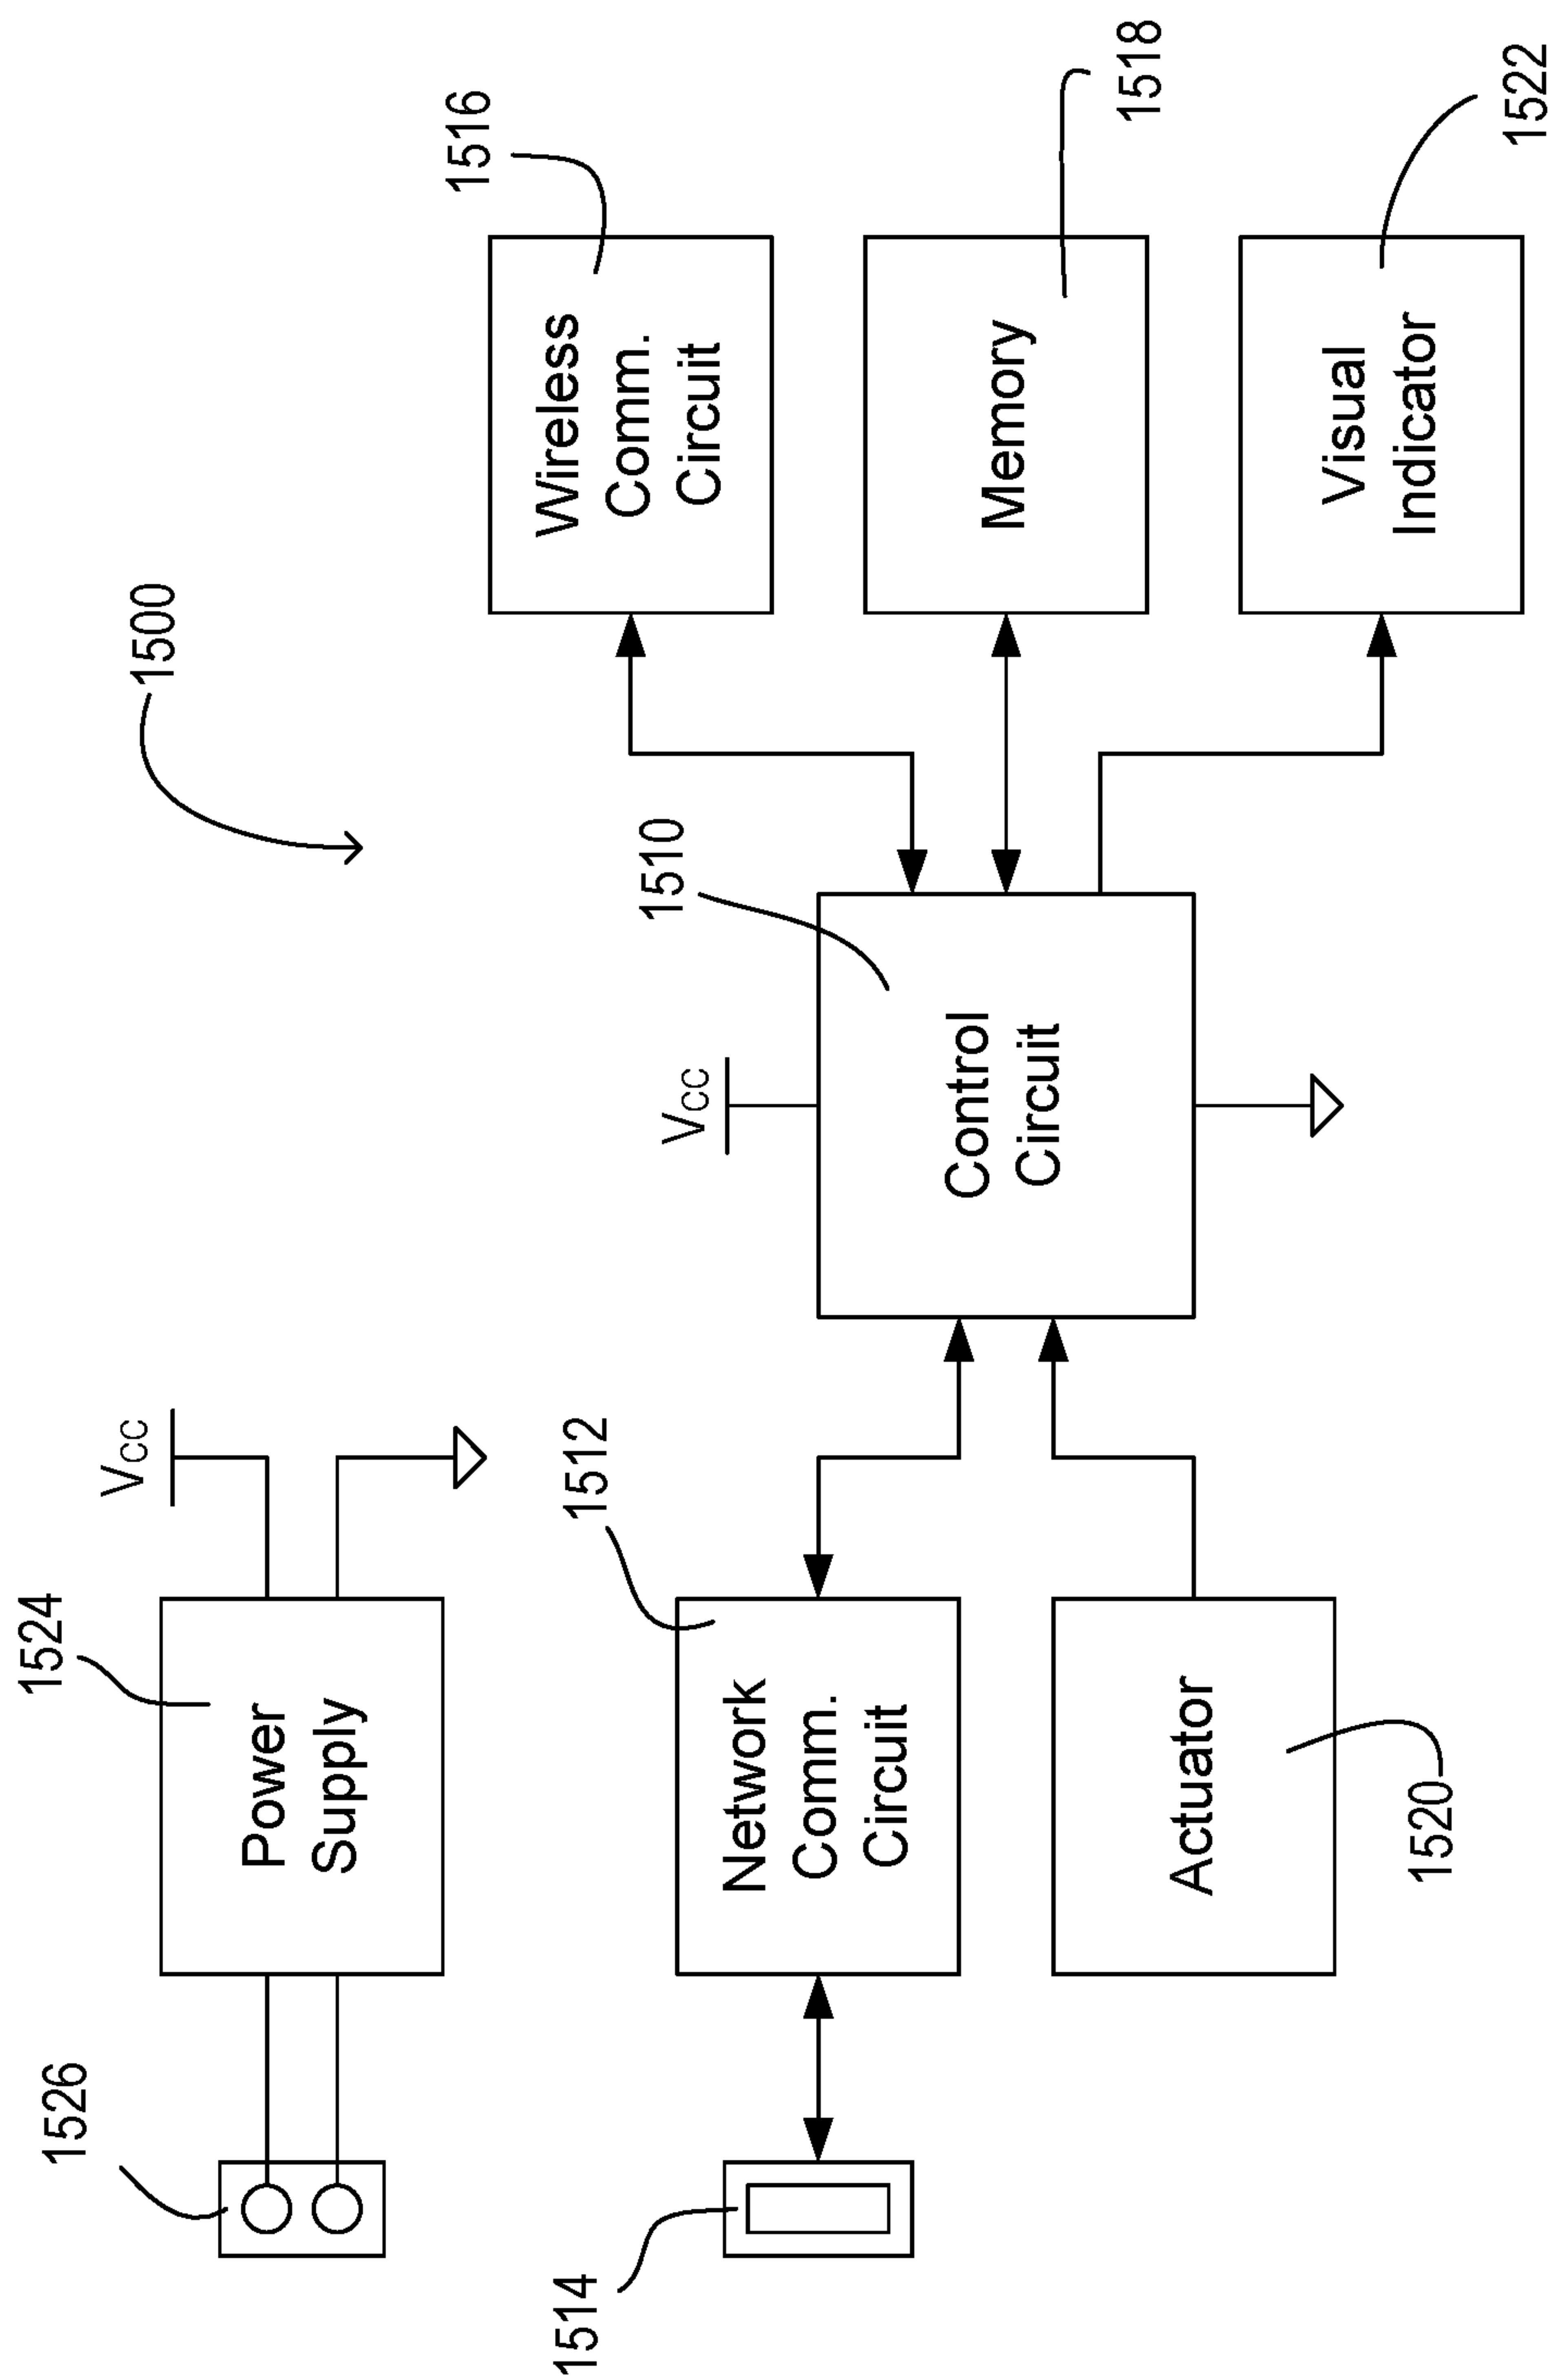 1500
1526
1524
Power
Supply
VCC
1514
1512
Network
Comm.
Circuit
1520
Actuator
VCC
1510
Control
Circuit
1516
Wireless
Comm.
Circuit
1518
Memory
1522
Visual
Indicator